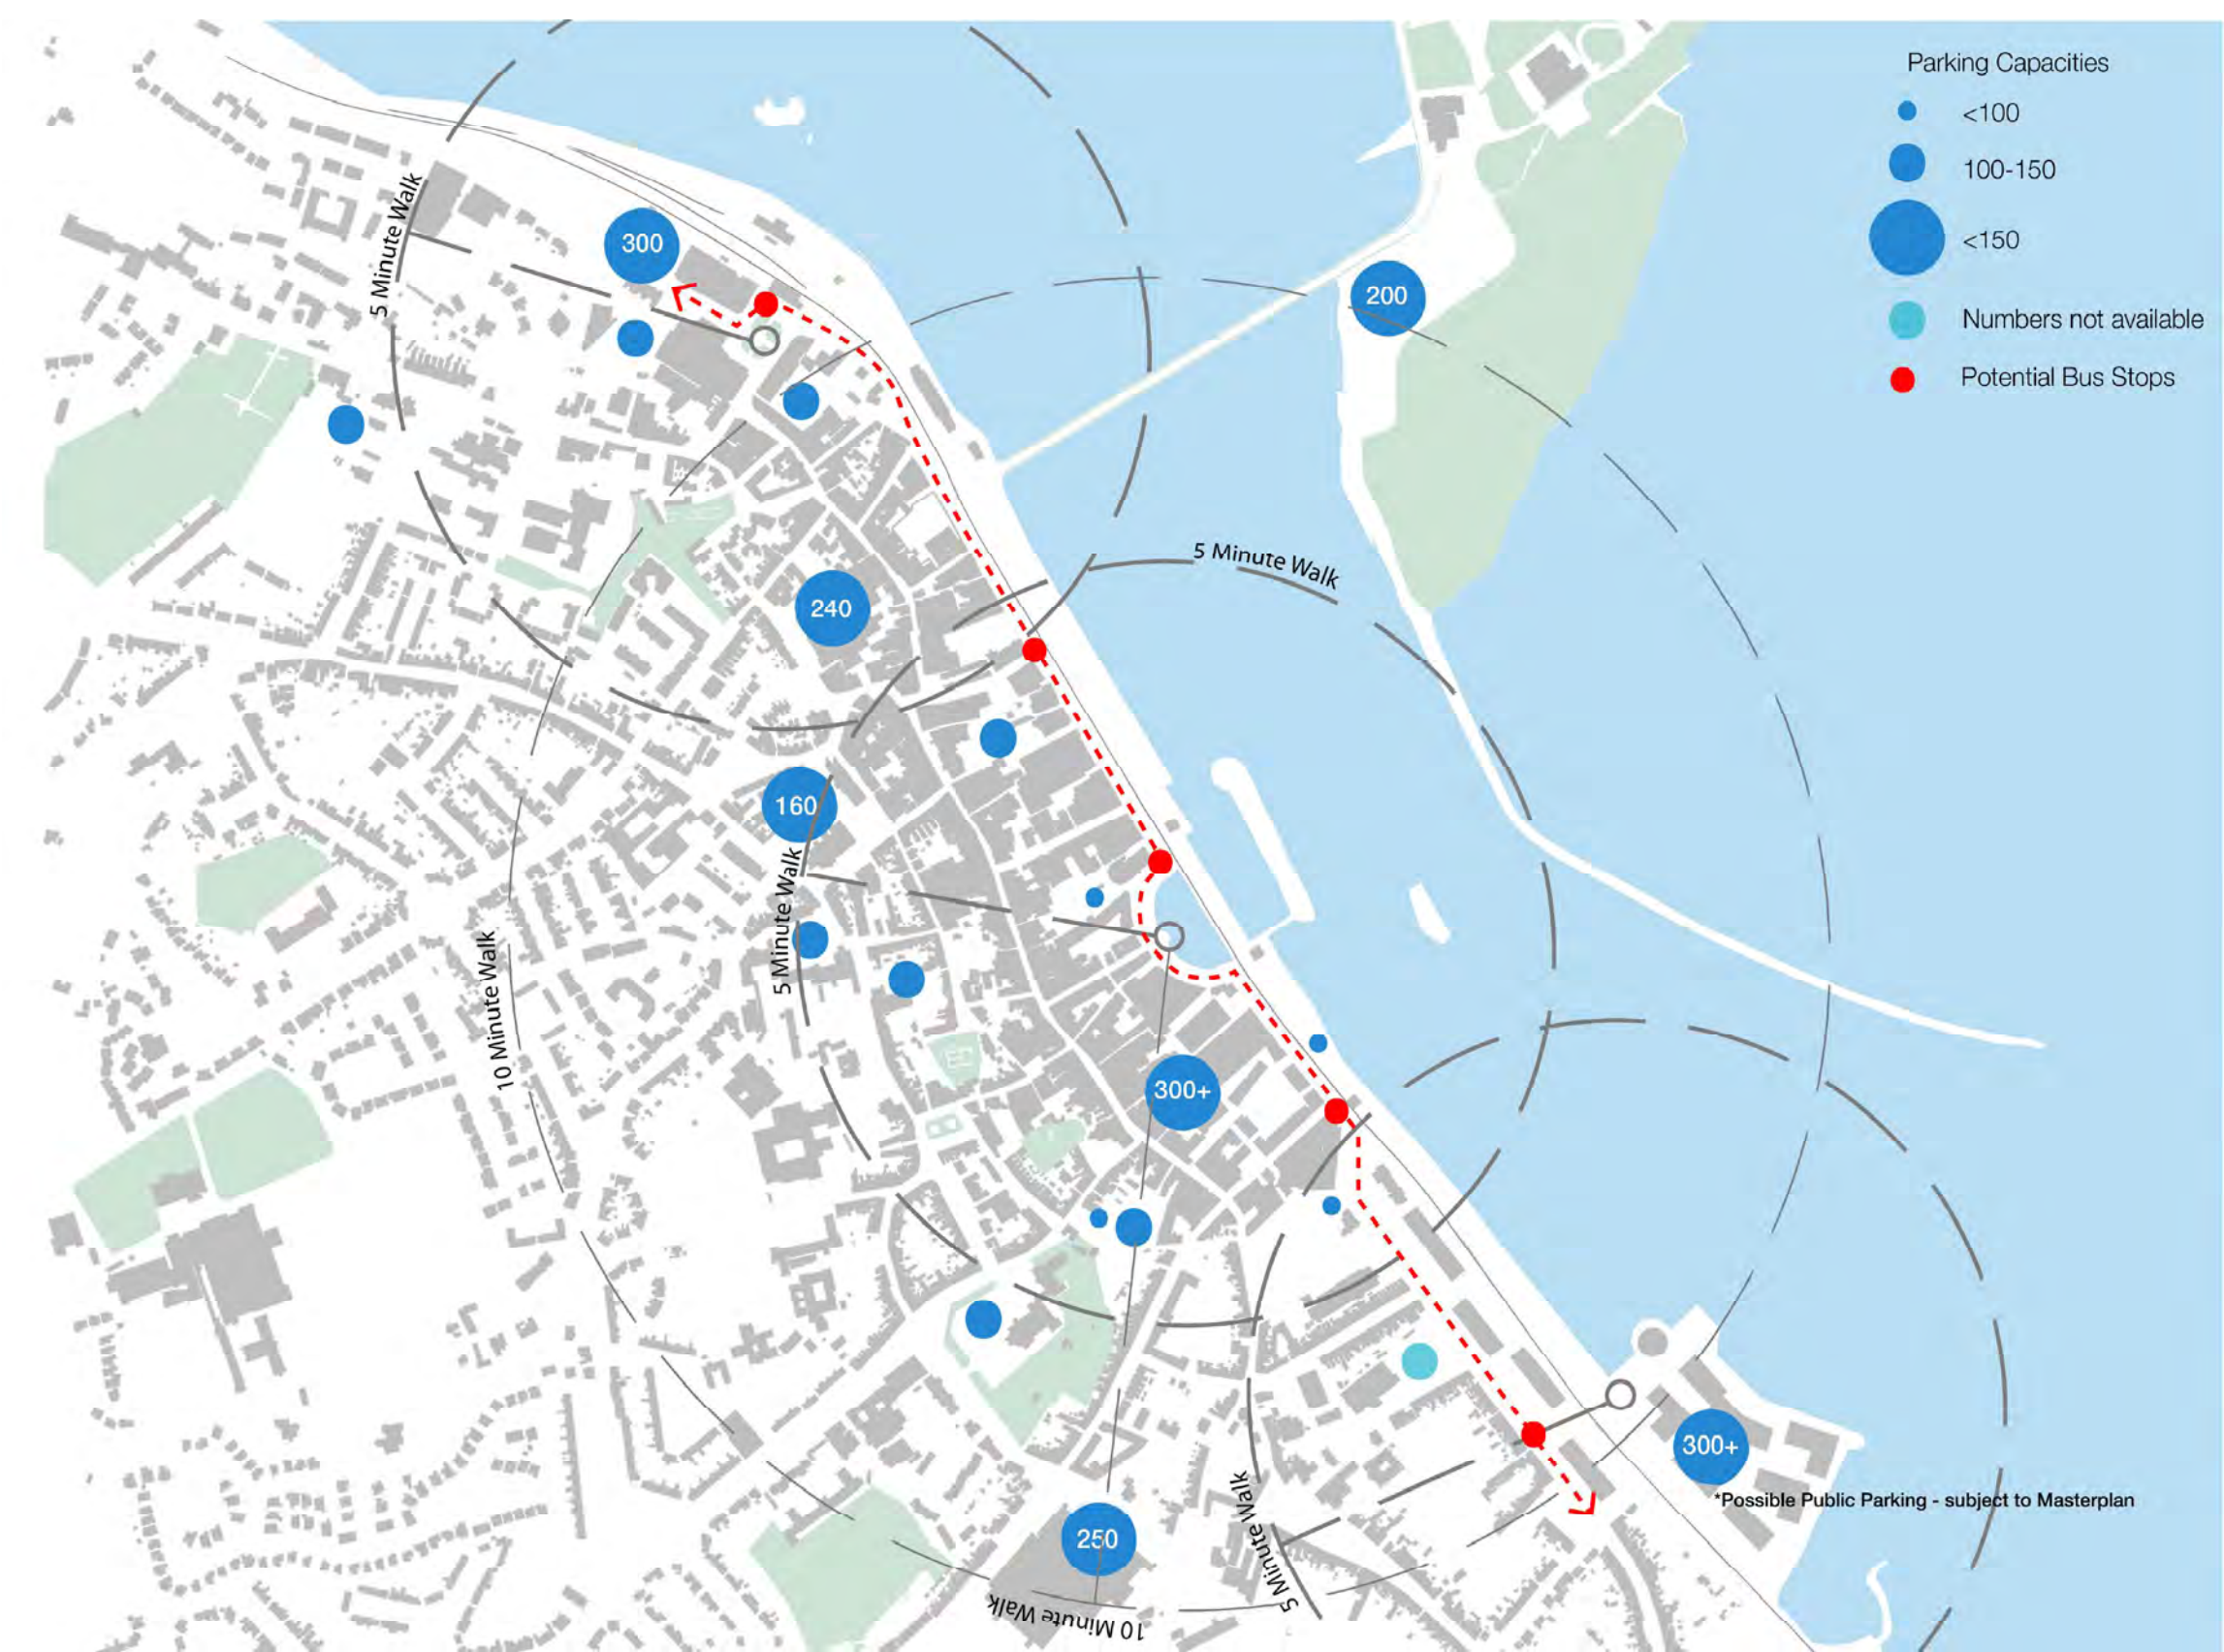 Parking Capacities
<100
100-150
<150
Numbers not available
Potential Bus Stops
5 Minute Walk
300
200
5 Minute Walk
240
160
5 Minute Walk
10 Minute Walk
300+
300+
*Possible Public Parking - subject to Masterplan
5 Minute Walk
250
10 Minute Walk